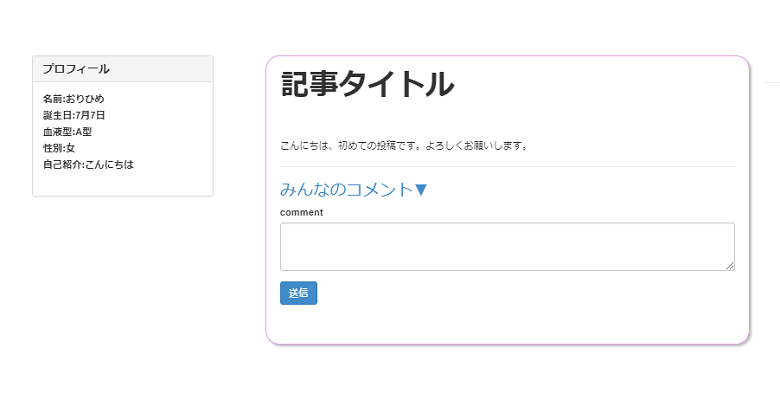 プロフィール
名前:おりひめ
誕生日:7月7日
血液型:A型
性別:女
自己紹介:こんにちは
記事タイトル
こんにちは、初めての投稿です。よろしくお願いします。
みんなのコメント▼
comment
送信